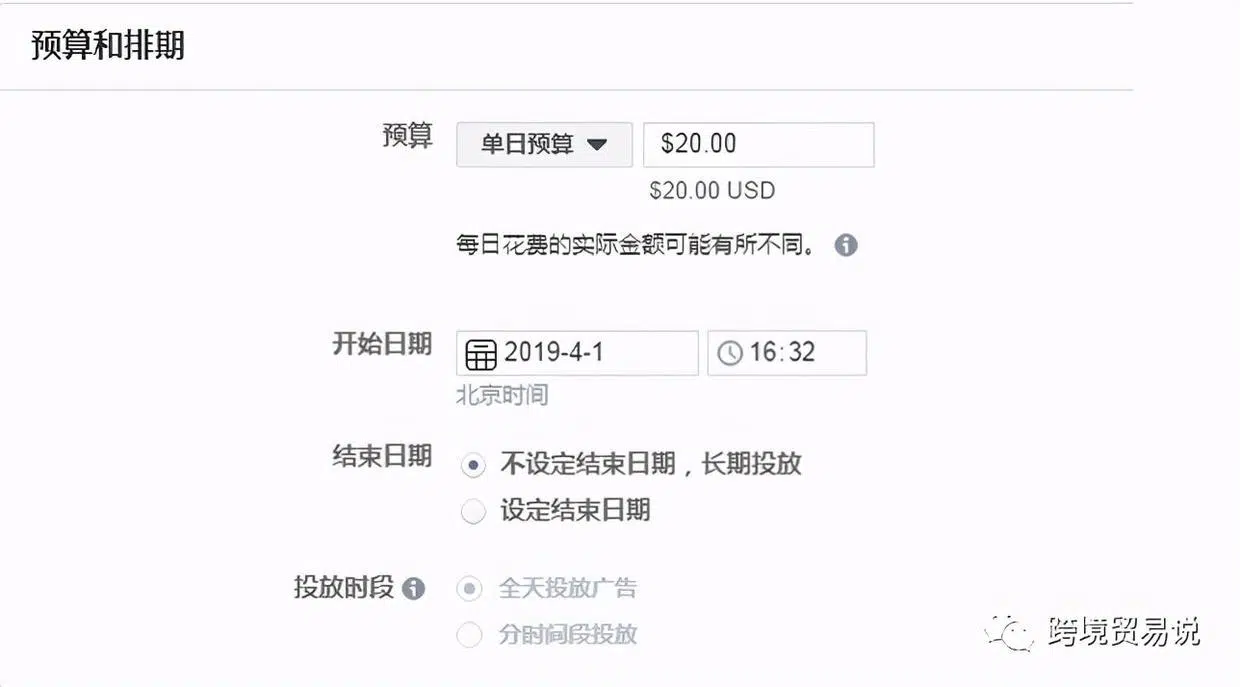 预算和排期
预算 单日预算 $20.00
$20.00 USD
每日花费的实际金额可能有所不同。
开始日期 2019-4-1 16:32
北京时间
结束日期 不设定结束日期，长期投放
设定结束日期
投放时段 全天投放广告
分时间段投放
跨境贸易说